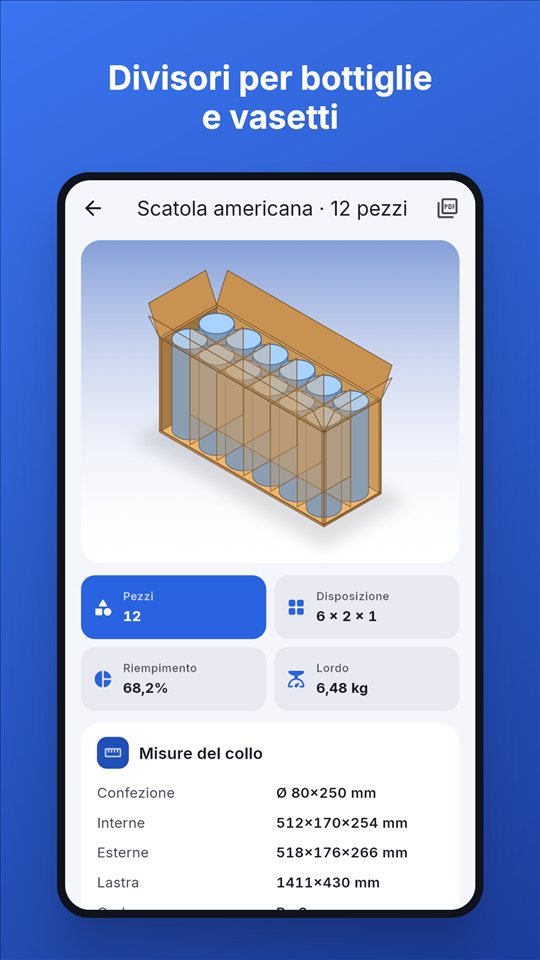 Divisori per bottiglie
e vasetti
Scatola americana · 12 pezzi
PDF
Pezzi
12
Disposizione
6 × 2 × 1
Riempimento
68,2%
Lordo
6,48 kg
Misure del collo
Confezione
Ø 80×250 mm
Interne
512×170×254 mm
Esterne
518×176×266 mm
Lastra
1411×430 mm